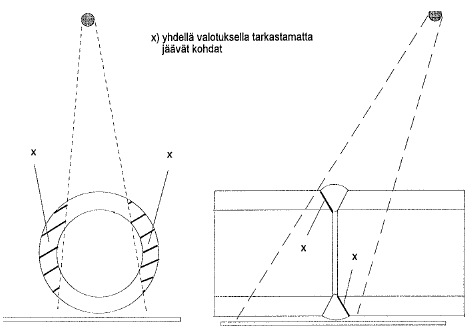 x) yhdellä valotuksella tarkastamatta
jäävät kohdat
x
x
x
x